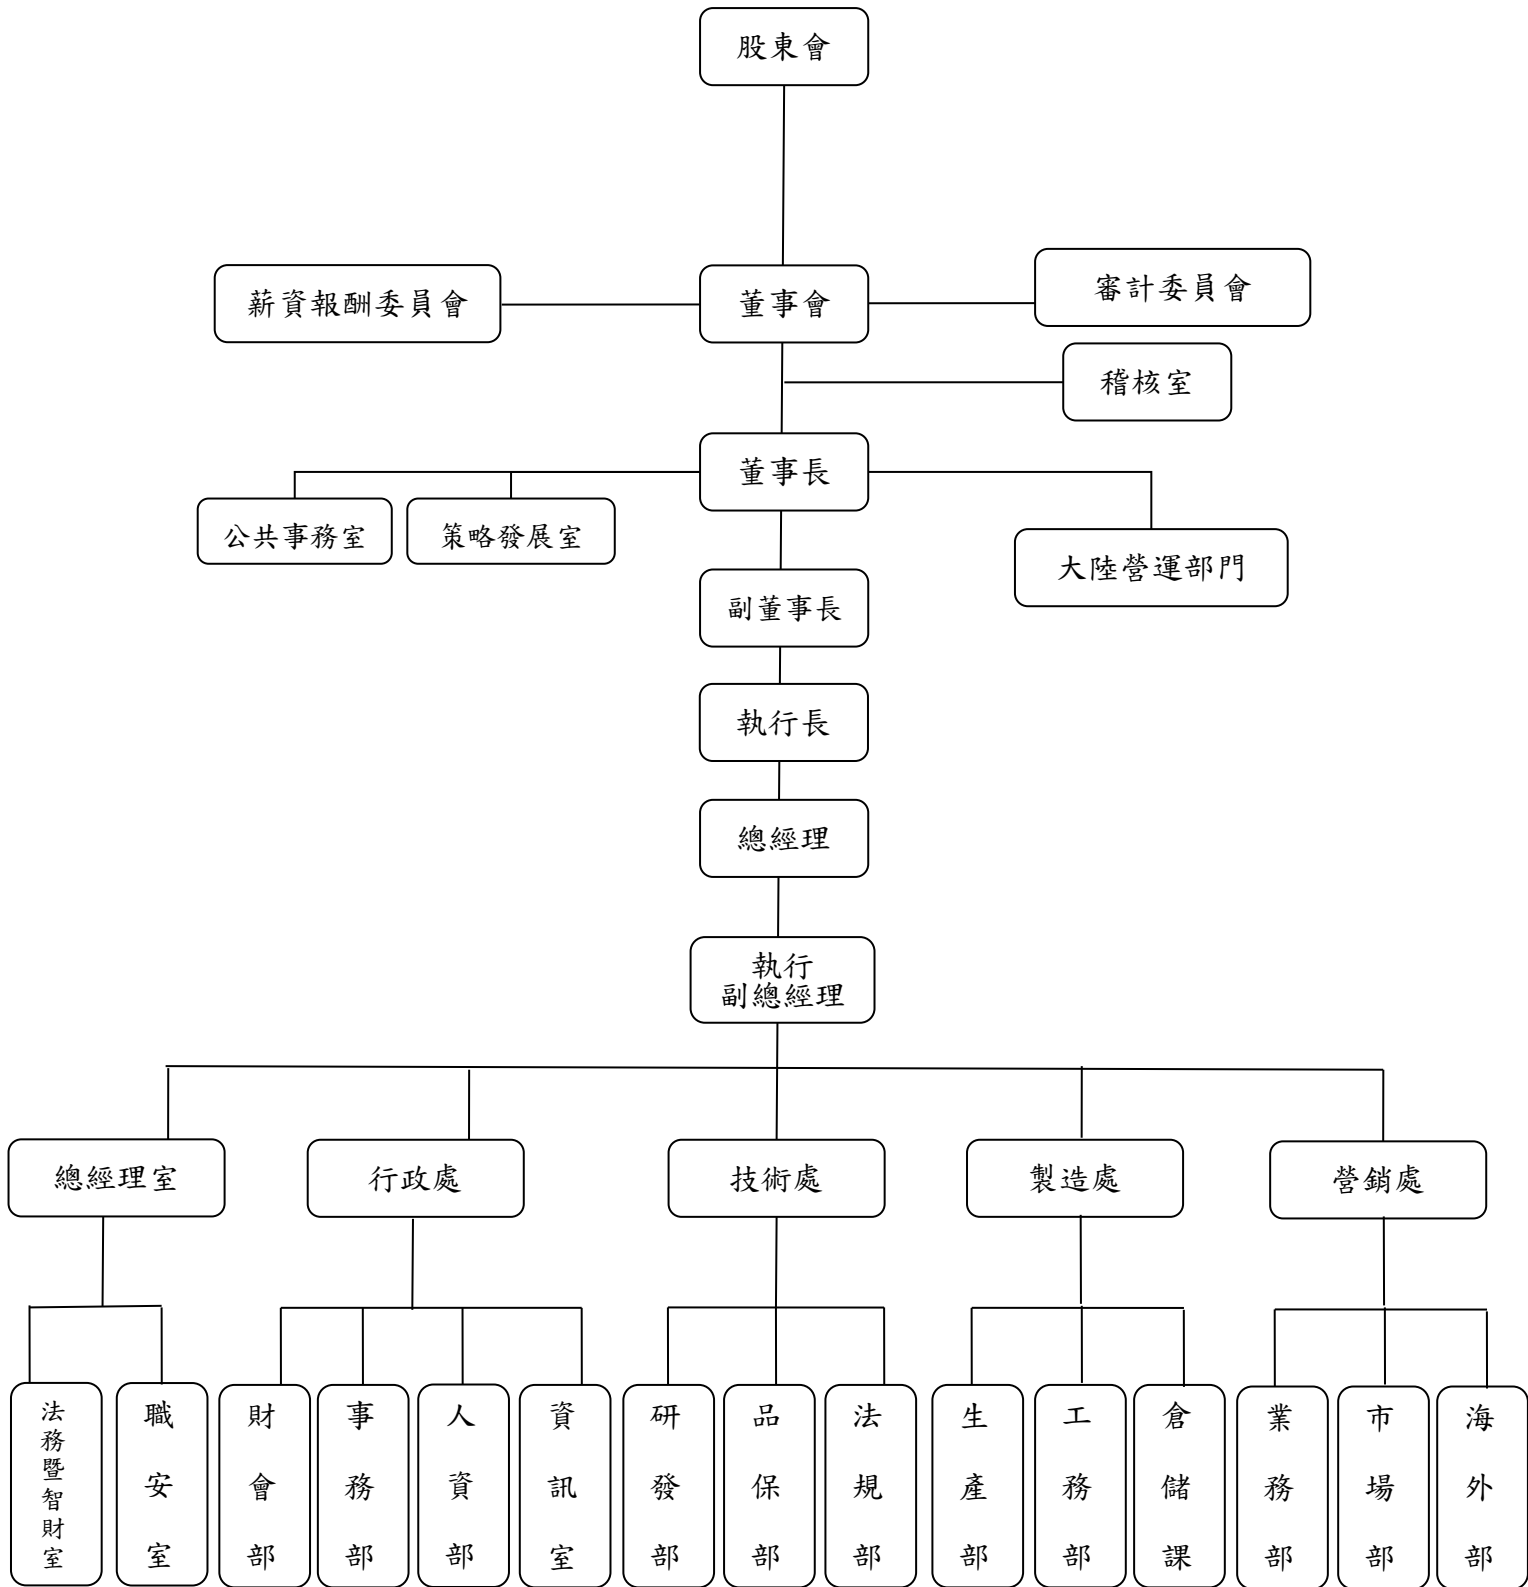 股東會
薪資報酬委員會
董事會
審計委員會
稽核室
董事長
公共事務室
策略發展室
大陸營運部門
副董事長
執行長
總經理
執行
副總經理
總經理室
行政處
技術處
製造處
營銷處
法務暨智財室
職安室
財會部
事務部
人資部
資訊室
研發部
品保部
法規部
生產部
工務部
倉儲課
業務部
市場部
海外部